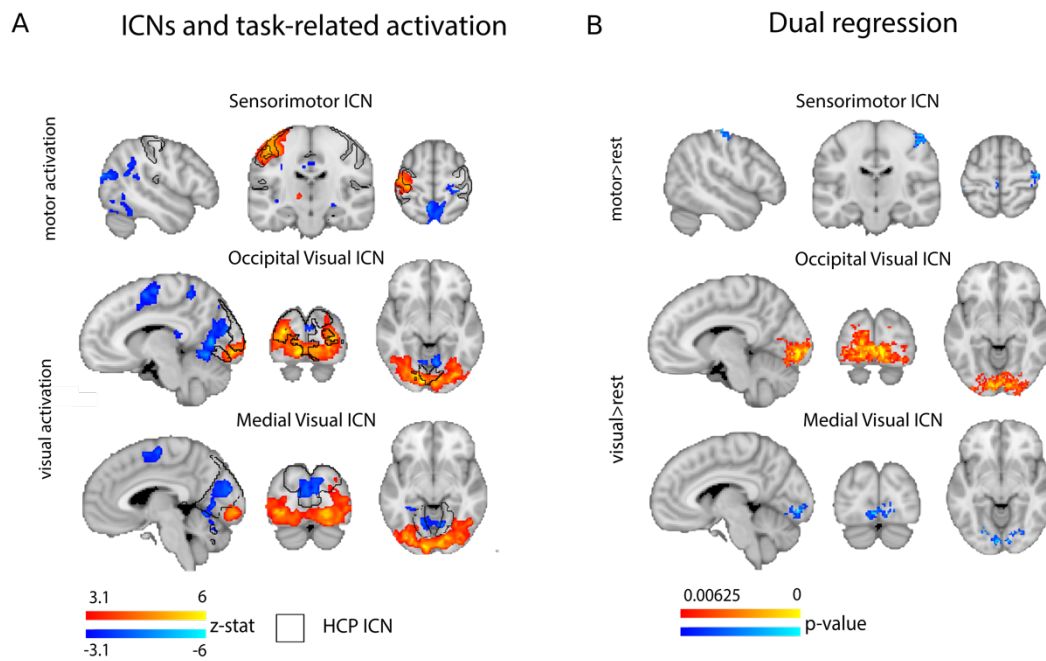 A
ICNs and task-related activation
Sensorimotor ICN
motor activation
Occipital Visual ICN
visual activation
Medial Visual ICN
3.1 6
z-stat
-3.1 -6
HCP ICN
B
Dual regression
Sensorimotor ICN
motor>rest
Occipital Visual ICN
visual>rest
Medial Visual ICN
0.00625 0
p-value